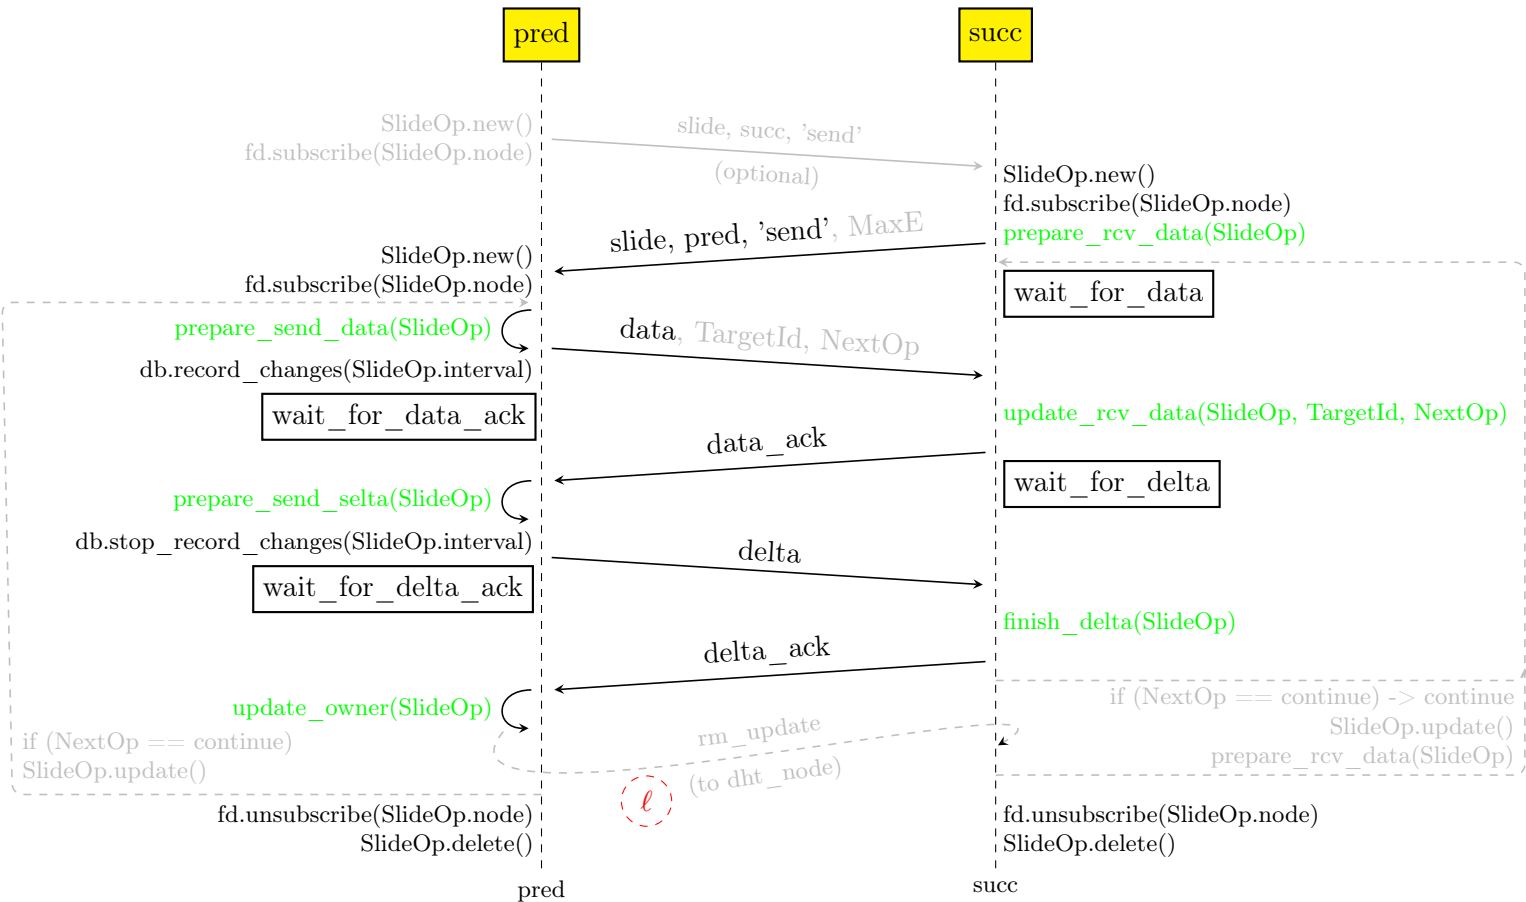 pred
succ
SlideOp.new()
fd.subscribe(SlideOp.node)
slide, succ, 'send'
(optional)
SlideOp.new()
fd.subscribe(SlideOp.node)
prepare_rcv_data(SlideOp)
slide, pred, 'send', MaxE
SlideOp.new()
fd.subscribe(SlideOp.node)
wait_for_data
prepare_send_data(SlideOp)
data, TargetId, NextOp
db.record_changes(SlideOp.interval)
wait_for_data_ack
update_rcv_data(SlideOp, TargetId, NextOp)
data_ack
wait_for_delta
prepare_send_selta(SlideOp)
db.stop_record_changes(SlideOp.interval)
delta
wait_for_delta_ack
finish_delta(SlideOp)
delta_ack
update_owner(SlideOp)
if (NextOp == continue) -> continue
SlideOp.update()
prepare_rcv_data(SlideOp)
rm_update
(to dht_node)
if (NextOp == continue)
SlideOp.update()
ℓ
fd.unsubscribe(SlideOp.node)
SlideOp.delete()
fd.unsubscribe(SlideOp.node)
SlideOp.delete()
pred
succ